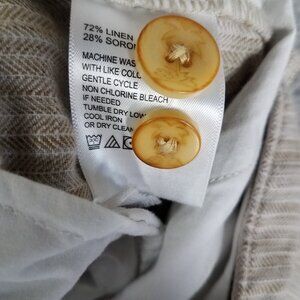 72% LINEN
28% SORO
MACHINE WAS
WITH LIKE COL
GENTLE CYCLE
NON CHLORINE BLEACH
IF NEEDED
TUMBLE DRY LOW
COOL IRON
OR DRY CLEAN